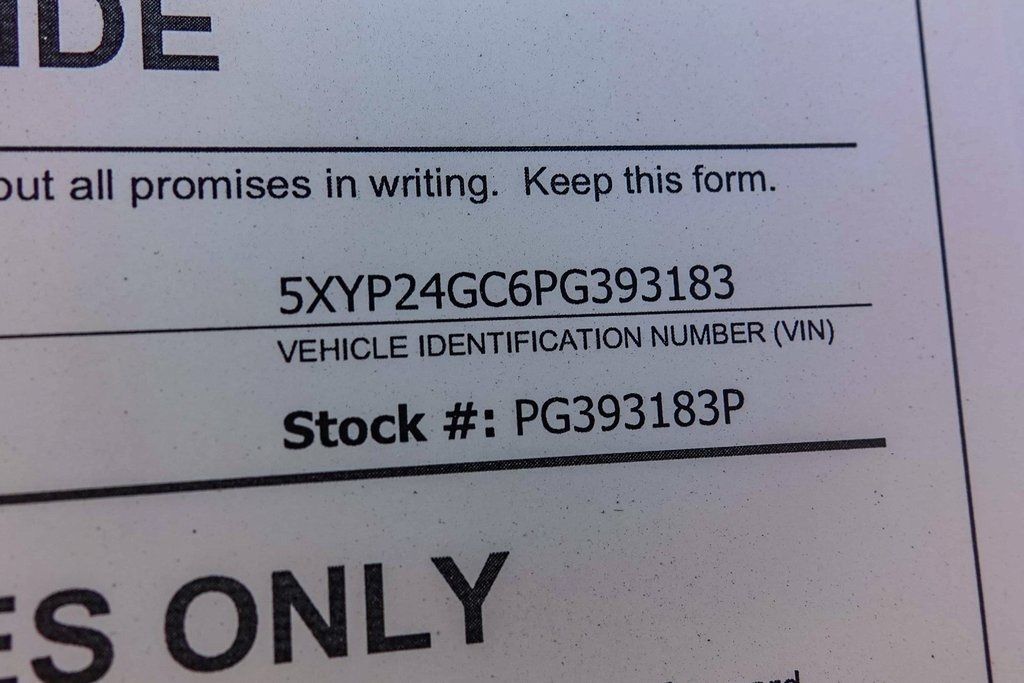 IDE
out all promises in writing. Keep this form.
5XYP24GC6PG393183
VEHICLE IDENTIFICATION NUMBER (VIN)
Stock #: PG393183P
ES ONLY